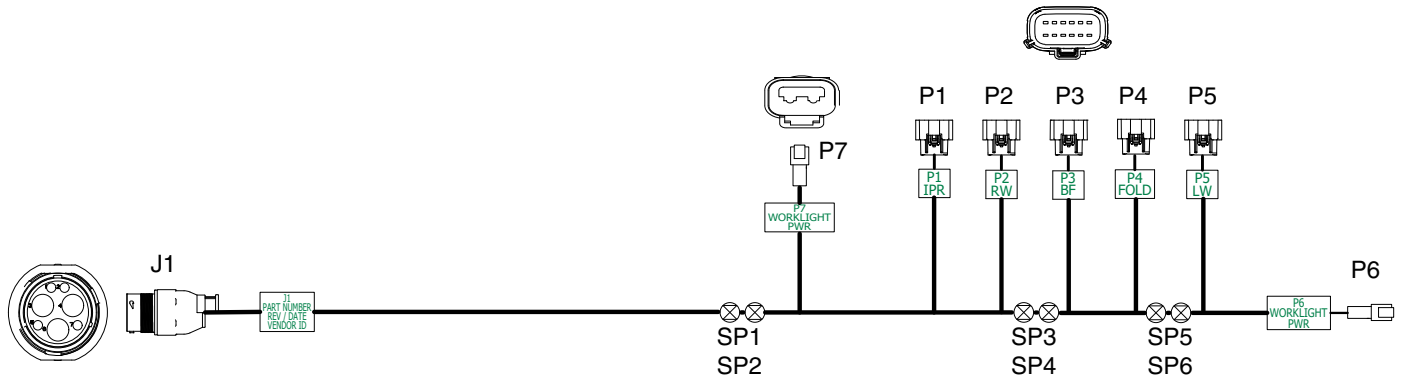 P1
P2
P3
P4
P5
P7
P1
IPR
P2
RW
P3
BF
P4
FOLD
P5
LW
P7
WORKLIGHT
PWR
J1
P6
J1
PART NUMBER
REV / DATE
VENDOR ID
P6
WORKLIGHT
PWR
SP1
SP2
SP3
SP4
SP5
SP6